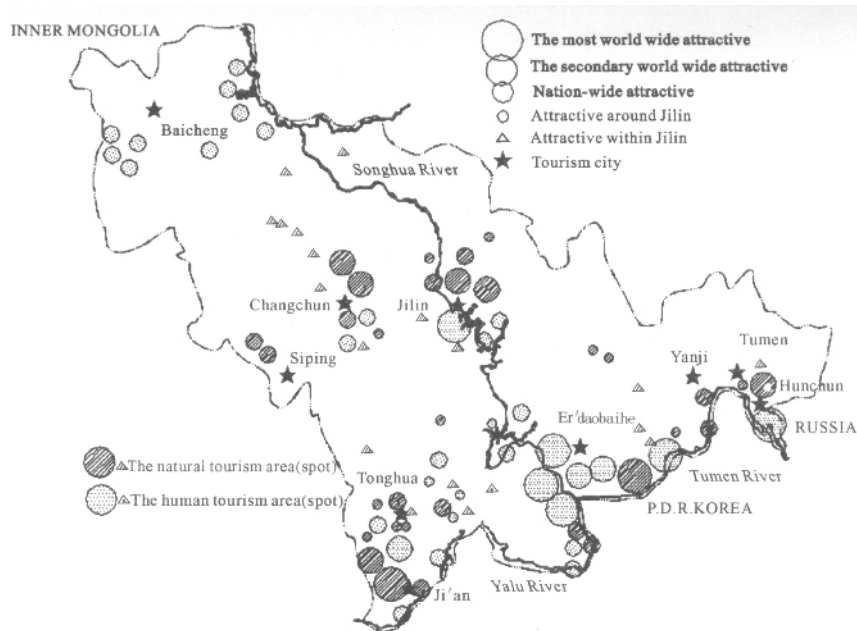 INNER MONGOLIA
The most world wide attractive
The secondary world wide attractive
Nation-wide attractive
Attractive around Jilin
Attractive within Jilin
Tourism city
Baicheng
Songhua River
Changchun
Jilin
Siping
Yanji
Tumen
Hunchun
Er'daobaihe
RUSSIA
The natural tourism area(spot)
The human tourism area(spot)
Tonghua
Tumen River
P.D.R.KOREA
Yalu River
Ji'an